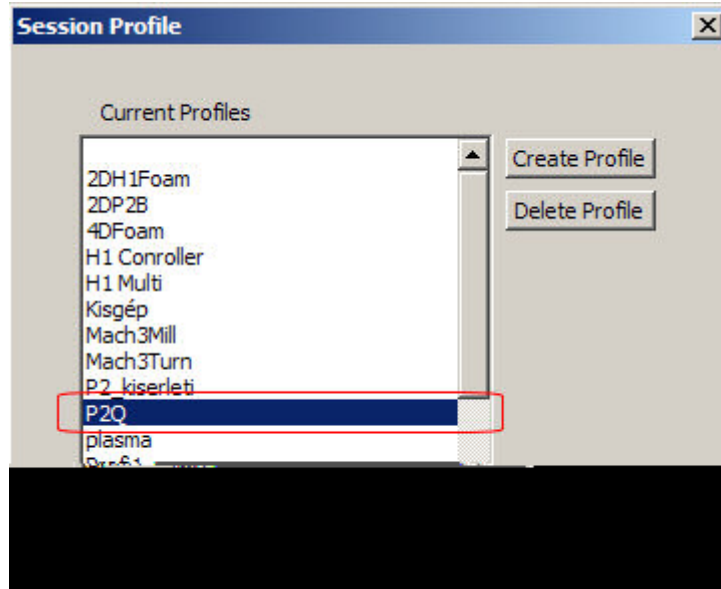 Session Profile
Current Profiles
Create Profile
Delete Profile
2DH1Foam
2DP2B
4DFoam
H1 Conroller
H1 Multi
Kisgép
Mach3Mill
Mach3Turn
P2_kiserleti
P2Q
plasma